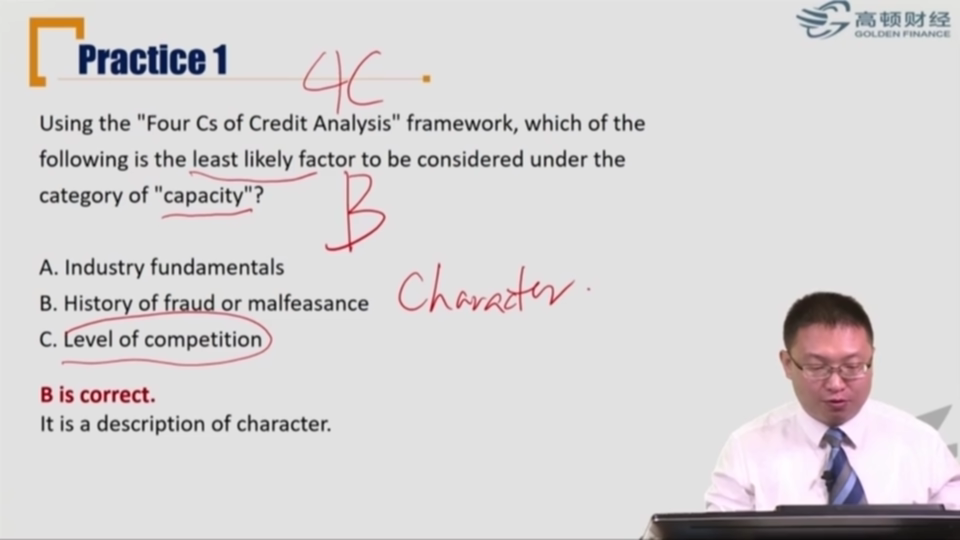 高顿财经
GOLDEN FINANCE
Practice 1
4C
Using the "Four Cs of Credit Analysis" framework, which of the
following is the least likely factor to be considered under the
category of "capacity"?
B
A. Industry fundamentals
B. History of fraud or malfeasance
Character.
C. Level of competition
B is correct.
It is a description of character.